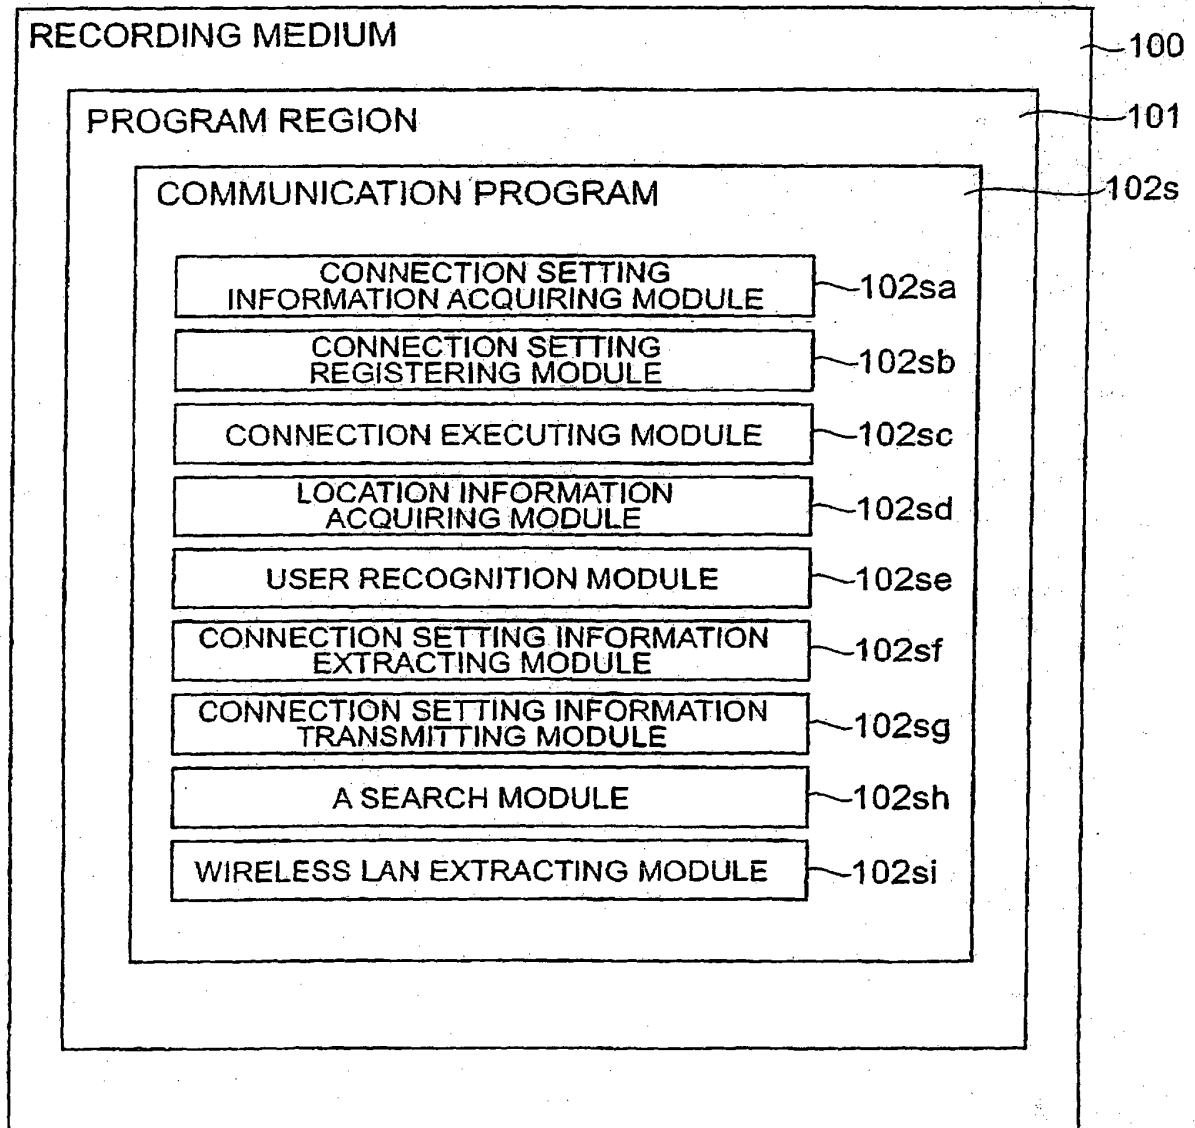 RECORDING MEDIUM
100
PROGRAM REGION
101
COMMUNICATION PROGRAM
102s
CONNECTION SETTING
INFORMATION ACQUIRING MODULE
102sa
CONNECTION SETTING
REGISTERING MODULE
102sb
CONNECTION EXECUTING MODULE
102sc
LOCATION INFORMATION
ACQUIRING MODULE
102sd
USER RECOGNITION MODULE
102se
CONNECTION SETTING INFORMATION
EXTRACTING MODULE
102sf
CONNECTION SETTING INFORMATION
TRANSMITTING MODULE
102sg
A SEARCH MODULE
102sh
WIRELESS LAN EXTRACTING MODULE
102si